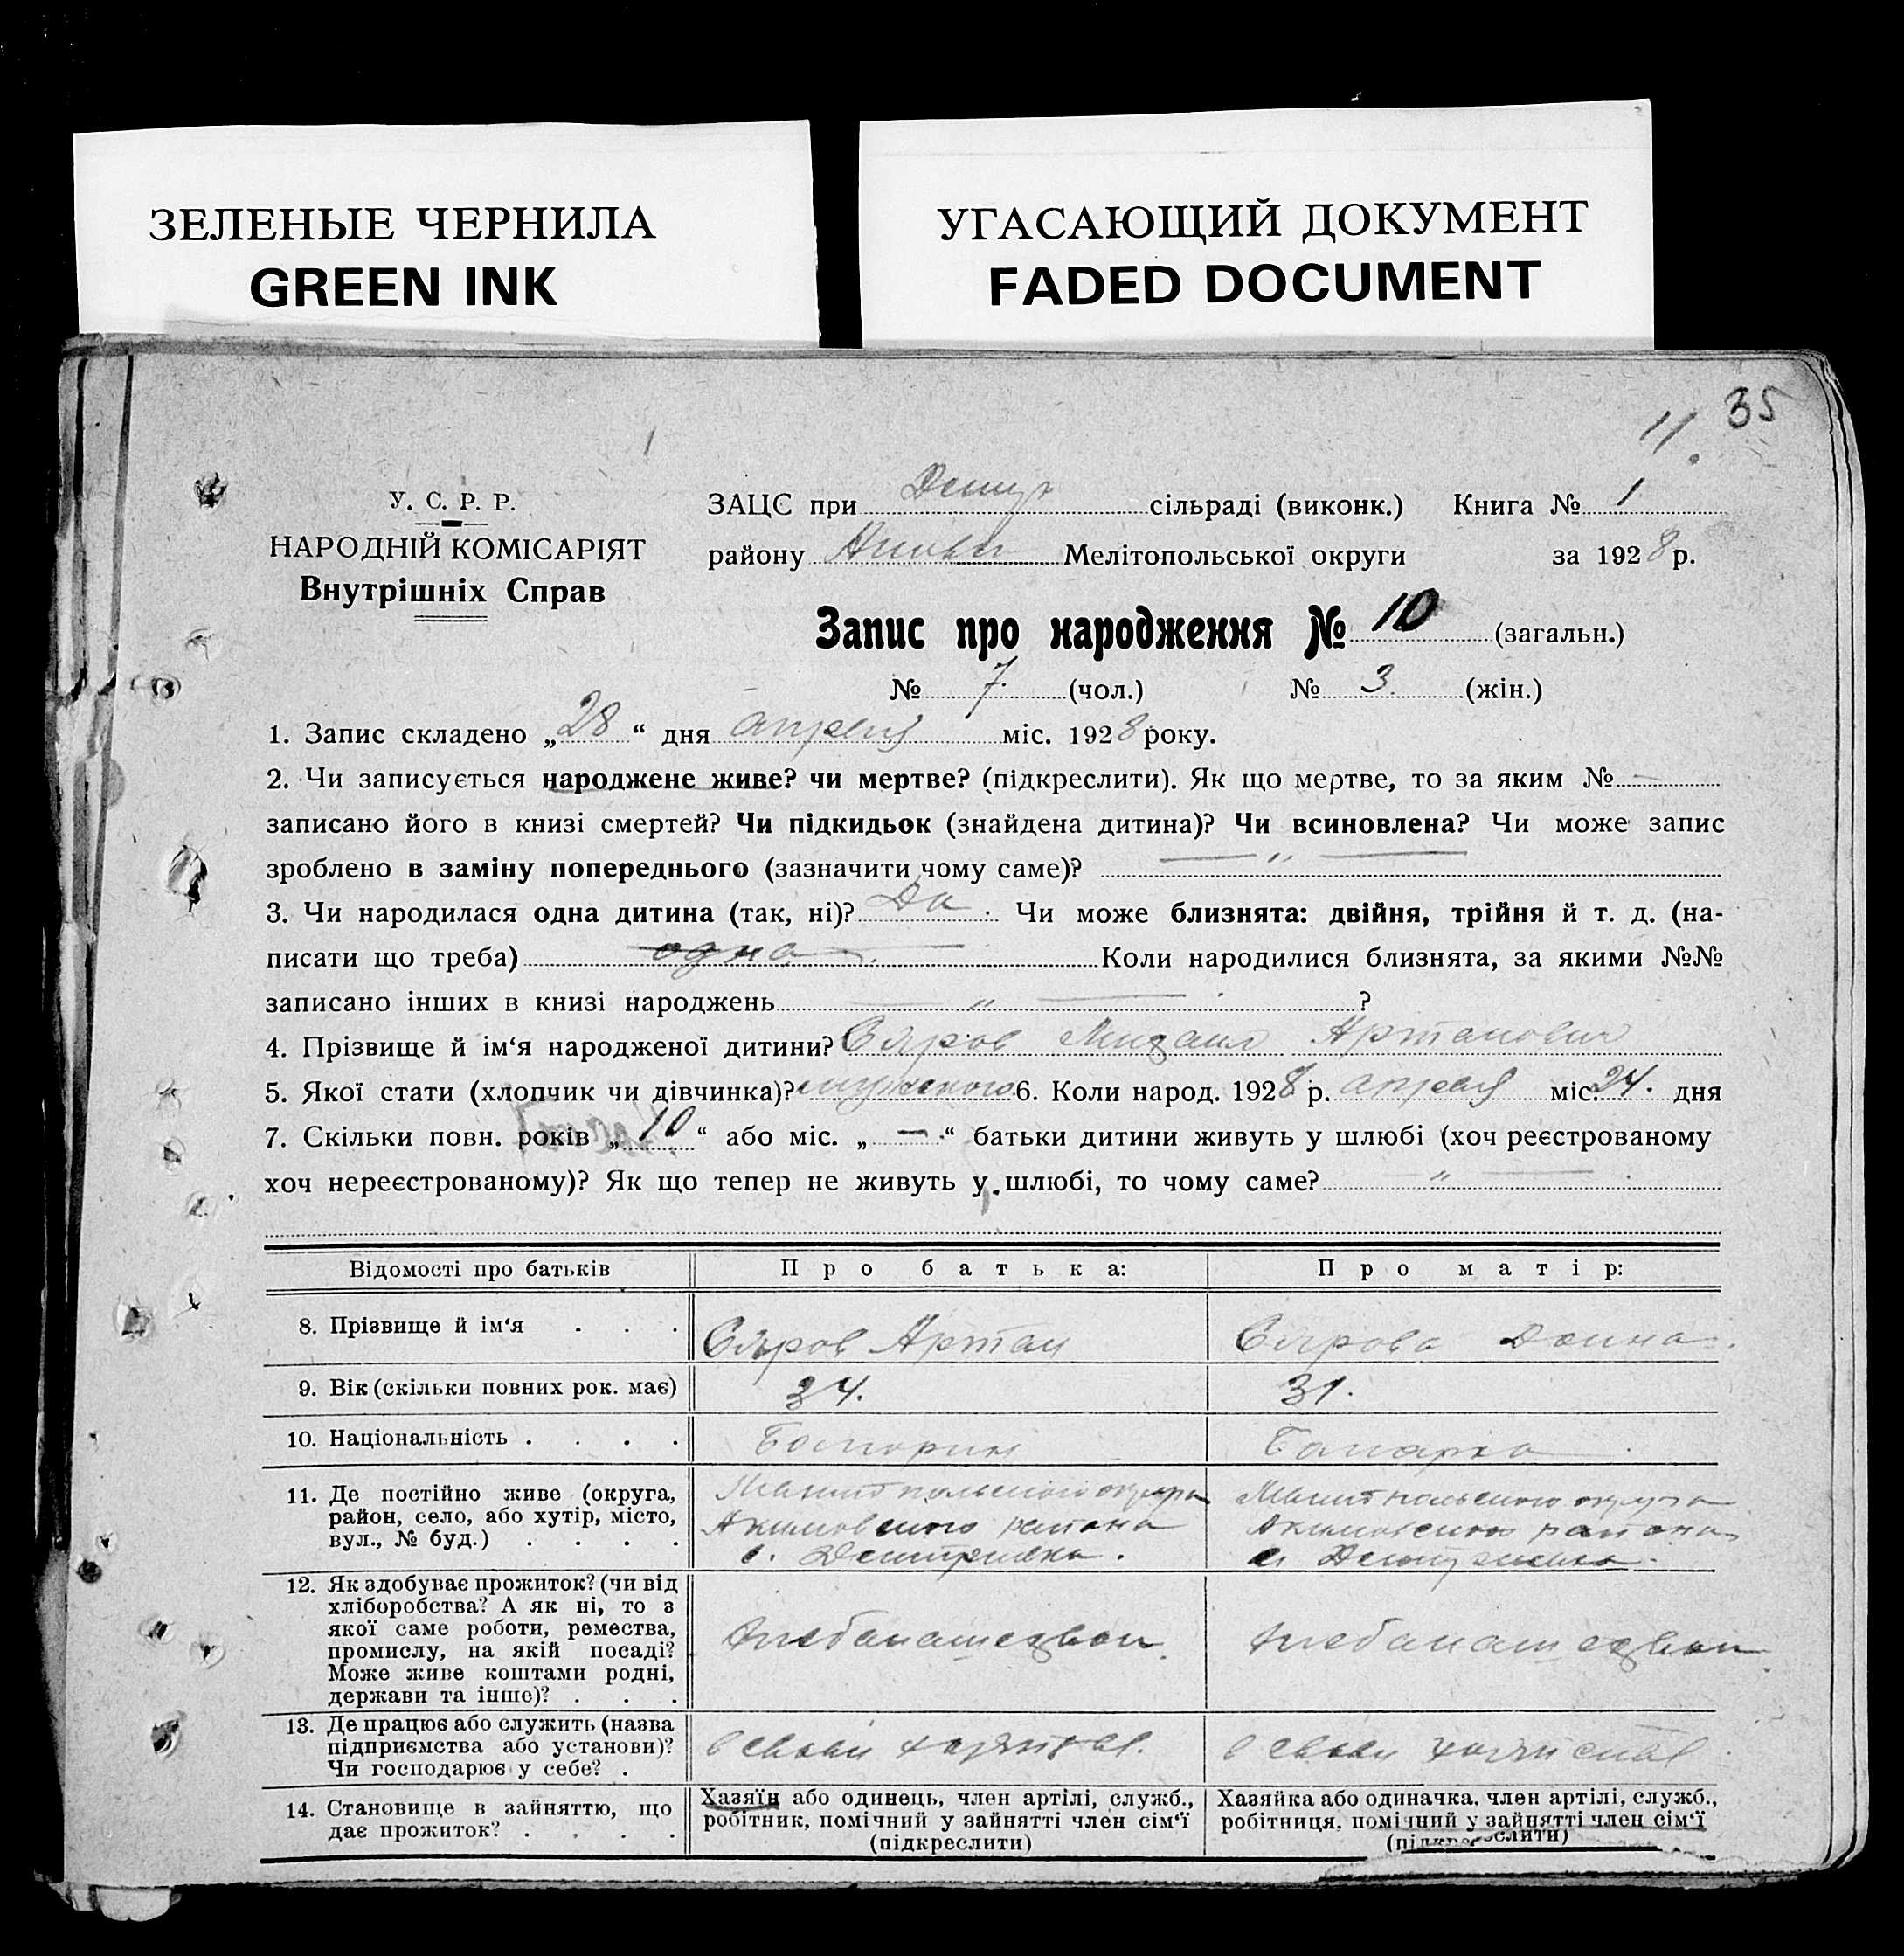 ЗЕЛЕНЫЕ ЧЕРНИЛА
GREEN INK
УГАСАЮЩИЙ ДОКУМЕНТ
FADED DOCUMENT
11. 35
У. С. Р. Р.
НАРОДНІЙ КОМІСАРІЯТ
Внутрішніх Справ
ЗАЦС при сільраді (виконк.) Книга № 1
району Мелітопольської округи за 1928 р.
Запис про народження № 10 (загальн.)
№ 7. (чол.) № 3. (жін.)
1. Запис складено „28“ дня апреля міс. 1928 року.
2. Чи записується народжене живе? чи мертве? (підкреслити). Як що мертве, то за яким №
записано його в книзі смертей? Чи підкидьок (знайдена дитина)? Чи всиновлена? Чи може запис
зроблено в заміну попереднього (зазначити чому саме)? — „ —
3. Чи народилася одна дитина (так, ні)? Да. Чи може близнята: двійня, трійня й т. д. (на-
писати що треба) одна Коли народилися близнята, за якими №№
записано інших в книзі народжень — „ — ?
4. Прізвище й ім‘я народженої дитини? Михаил
5. Якої стати (хлопчик чи дівчинка)? мужского 6. Коли народ. 1928 р. апреля міс. 24. дня
7. Скільки повн. років „10“ або міс. „—“ батьки дитини живуть у шлюбі (хоч реєстрованому
хоч нереєстрованому)? Як що тепер не живуть у шлюбі, то чому саме? „ —
Відомості про батьків
Про батька:
Про матір:
8. Прізвище й ім‘я . . .
Артам
9. Вік (скільки повних рок. має)
34.
31.
10. Національність . . . .
11. Де постійно живе (округа,
район, село, або хутір, місто,
вул., № буд.) . . . .
Акимовского района
с. Дмитривка.
Акимовского района
12. Як здобуває прожиток? (чи від
хліборобства? А як ні, то з
якої саме роботи, ремества,
промислу, на якій посаді?
Може живе коштами родні,
держави та інше)? . . .
13. Де працює або служить (назва
підприємства або установи)?
Чи господарює у себе? .
14. Становище в зайняттю, що
дає прожиток? . . . .
Хазяїн або одинець, член артілі, служб.,
робітник, помічний у зайнятті член сім‘ї
(підкреслити)
Хазяйка або одиначка, член артілі, служб.,
робітниця, помічний у зайнятті член сім‘ї
(підкреслити)